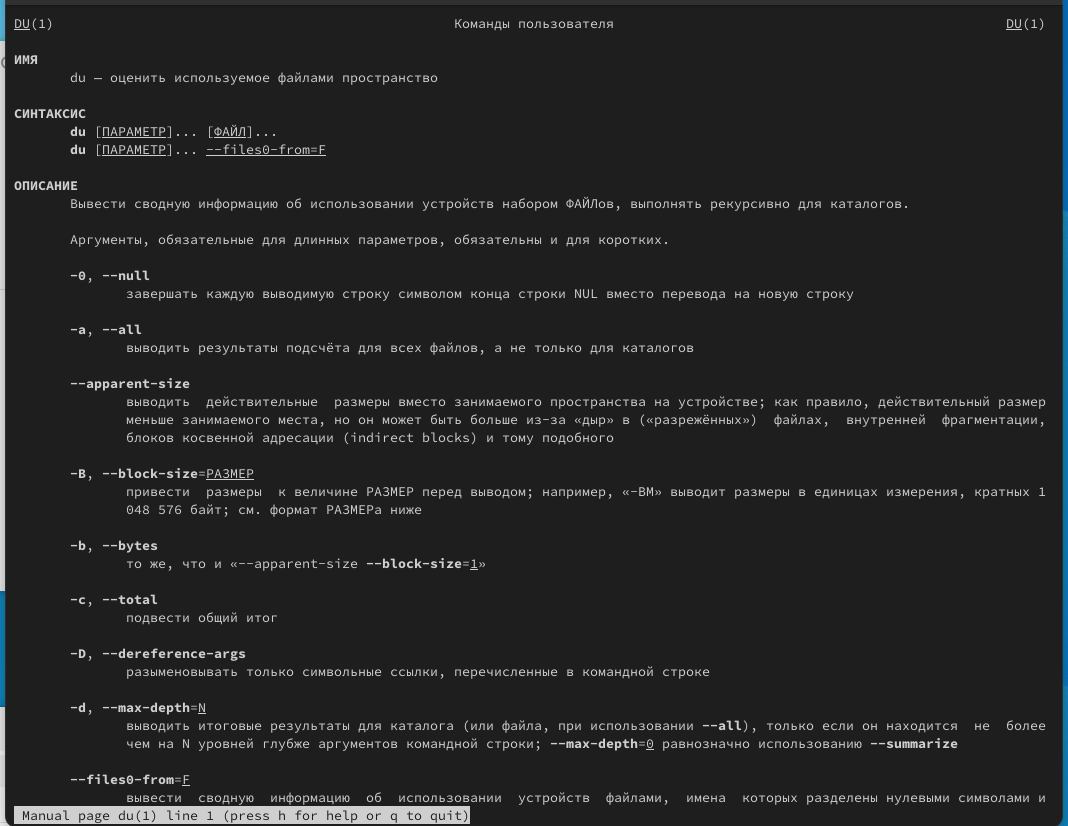 DU(1) Команды пользователя DU(1)
ИМЯ
du — оценить используемое файлами пространство
СИНТАКСИС
du [ПАРАМЕТР]... [ФАЙЛ]...
du [ПАРАМЕТР]... --files0-from=F
ОПИСАНИЕ
Вывести сводную информацию об использовании устройств набором ФАЙЛов, выполнять рекурсивно для каталогов.
Аргументы, обязательные для длинных параметров, обязательны и для коротких.
-0, --null
завершать каждую выводимую строку символом конца строки NUL вместо перевода на новую строку
-a, --all
выводить результаты подсчёта для всех файлов, а не только для каталогов
--apparent-size
выводить действительные размеры вместо занимаемого пространства на устройстве; как правило, действительный размер
меньше занимаемого места, но он может быть больше из-за «дыр» в («разрежённых») файлах, внутренней фрагментации,
блоков косвенной адресации (indirect blocks) и тому подобного
-B, --block-size=РАЗМЕР
привести размеры к величине РАЗМЕР перед выводом; например, «-BM» выводит размеры в единицах измерения, кратных 1
048 576 байт; см. формат РАЗМЕРа ниже
-b, --bytes
то же, что и «--apparent-size --block-size=1»
-c, --total
подвести общий итог
-D, --dereference-args
разыменовывать только символьные ссылки, перечисленные в командной строке
-d, --max-depth=N
выводить итоговые результаты для каталога (или файла, при использовании --all), только если он находится не более
чем на N уровней глубже аргументов командной строки; --max-depth=0 равнозначно использованию --summarize
--files0-from=F
вывести сводную информацию об использовании устройств файлами, имена которых разделены нулевыми символами и
Manual page du(1) line 1 (press h for help or q to quit)